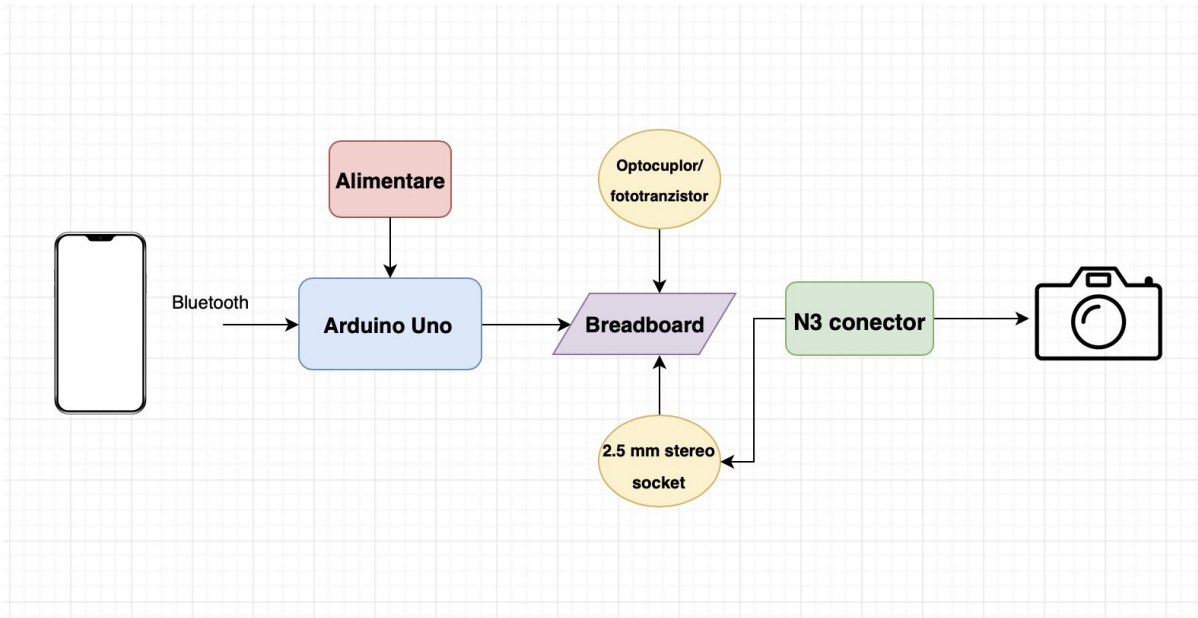 Alimentare
Optocuplor/
fototranzistor
Bluetooth
Arduino Uno
Breadboard
N3 conector
2.5 mm stereo
socket